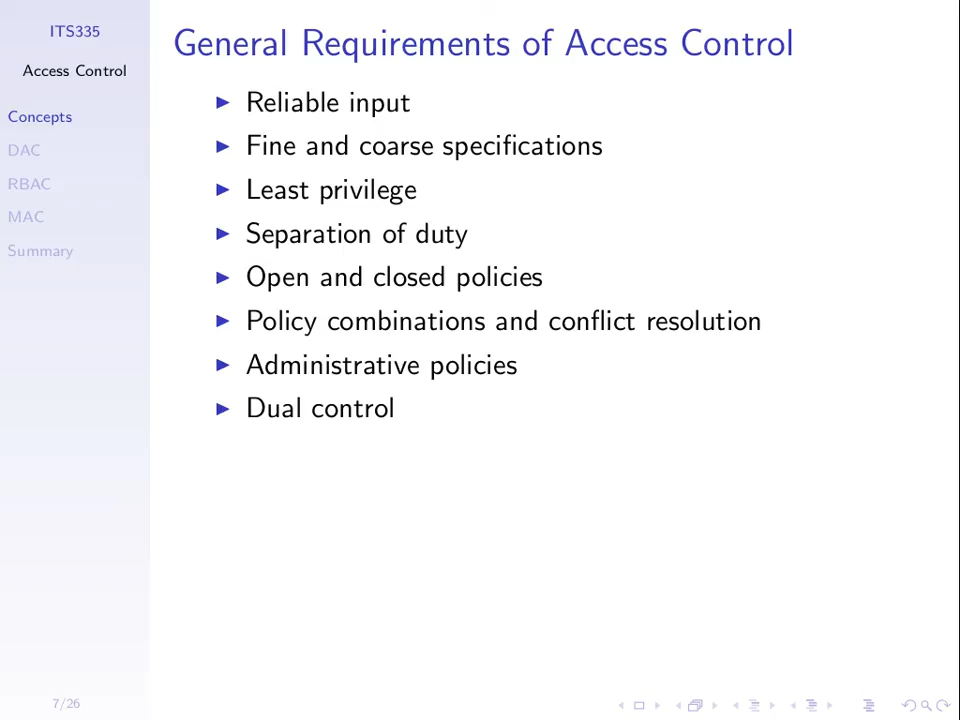 ITS335
Access Control
Concepts
DAC
RBAC
MAC
Summary
7/26
General Requirements of Access Control
Reliable input
Fine and coarse specifications
Least privilege
Separation of duty
Open and closed policies
Policy combinations and conflict resolution
Administrative policies
Dual control